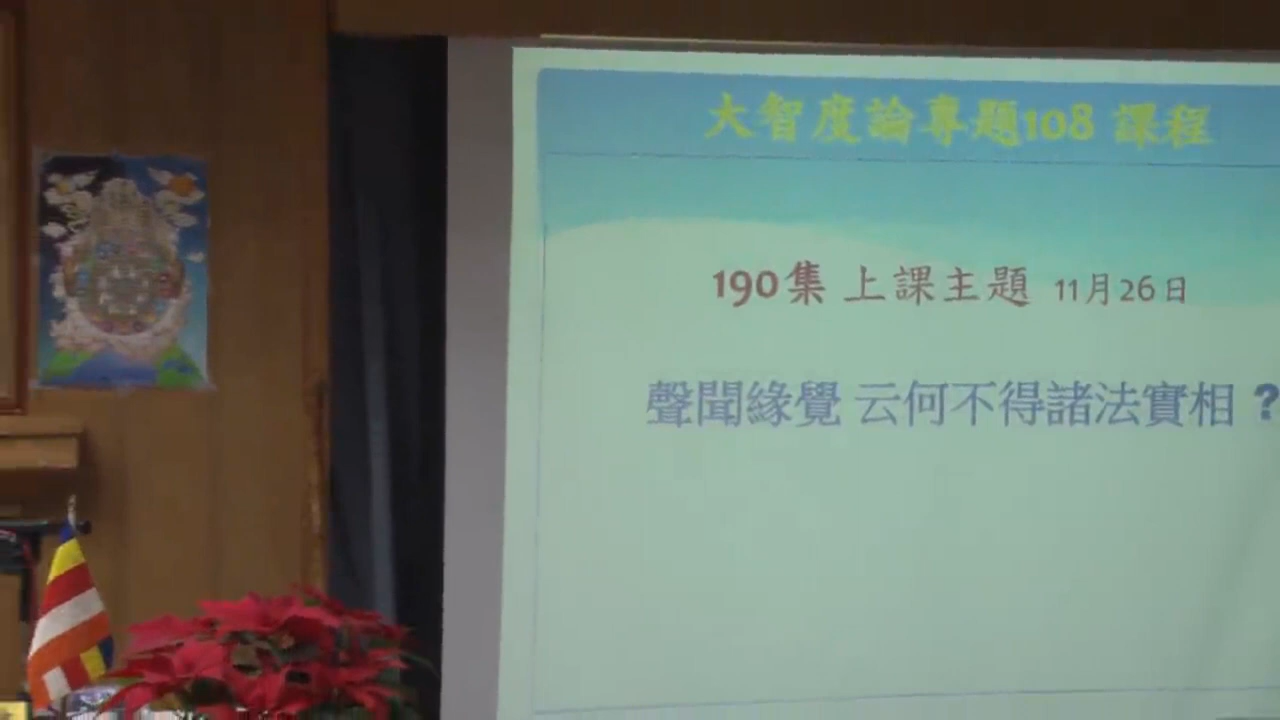 大智度論專題108 課程
190集 上課主題 11月26日
聲聞緣覺 云何不得諸法實相 ?